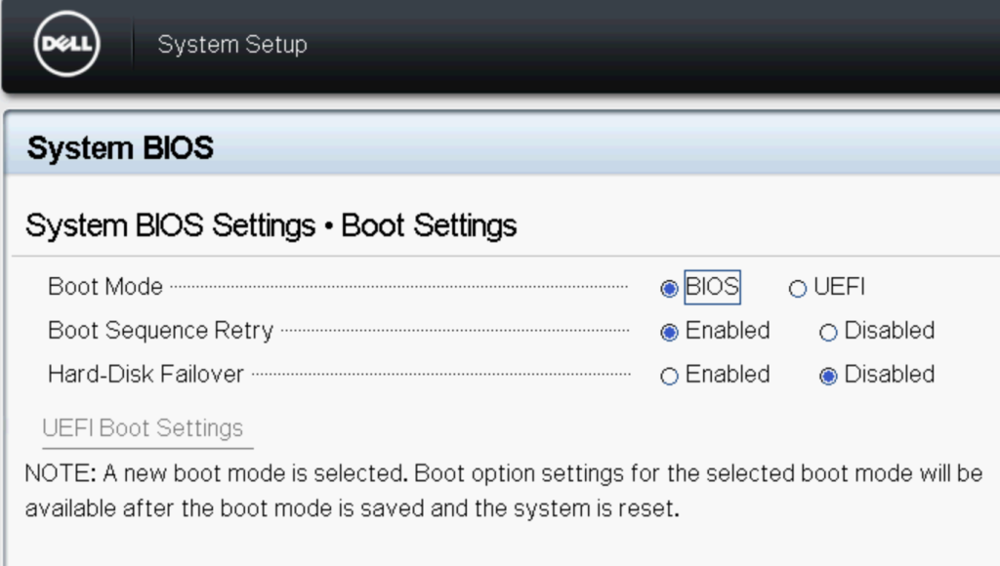 DELL System Setup
System BIOS
System BIOS Settings • Boot Settings
Boot Mode BIOS UEFI
Boot Sequence Retry Enabled Disabled
Hard-Disk Failover Enabled Disabled
UEFI Boot Settings
NOTE: A new boot mode is selected. Boot option settings for the selected boot mode will be
available after the boot mode is saved and the system is reset.